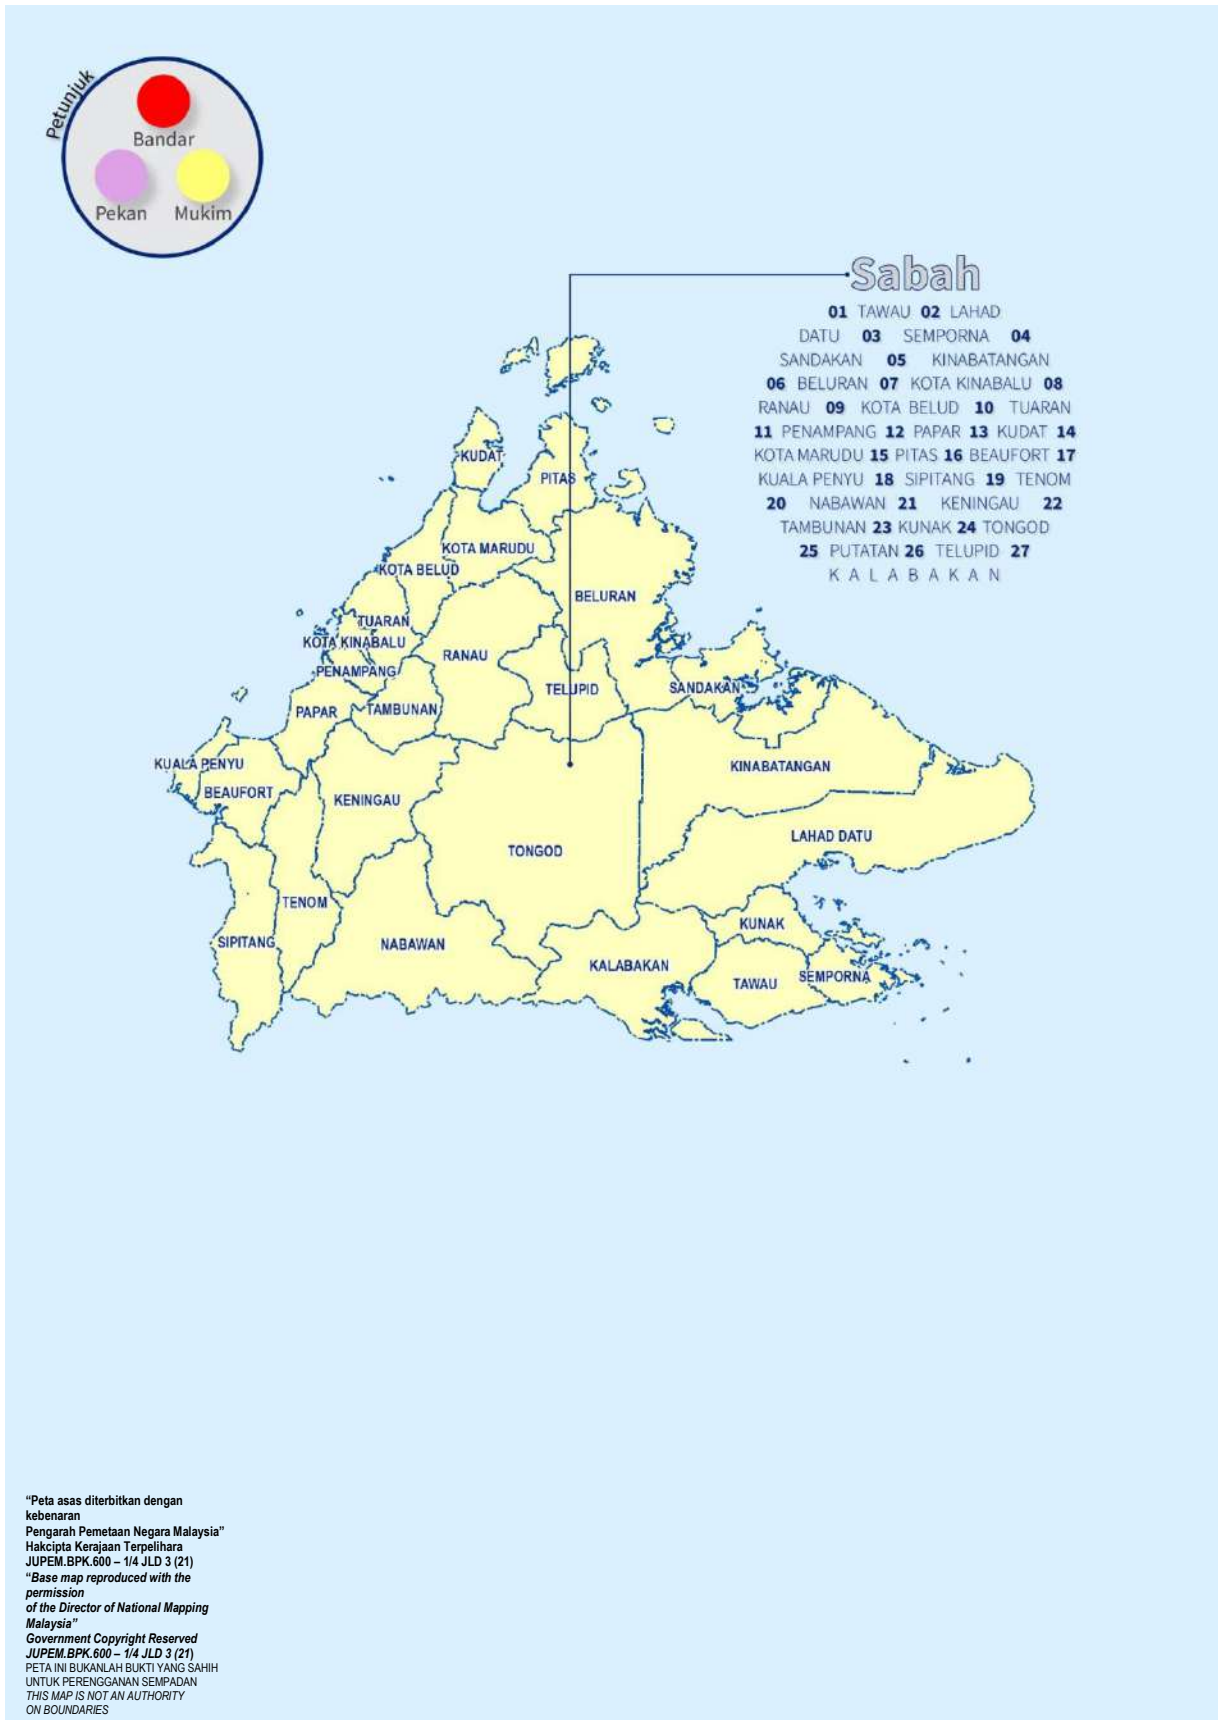 Petunjuk
Bandar
Pekan Mukim
Sabah
01 TAWAU 02 LAHAD
DATU 03 SEMPORNA 04
SANDAKAN 05 KINABATANGAN
06 BELURAN 07 KOTA KINABALU 08
RANAU 09 KOTA BELUD 10 TUARAN
11 PENAMPANG 12 PAPAR 13 KUDAT 14
KOTA MARUDU 15 PITAS 16 BEAUFORT 17
KUALA PENYU 18 SIPITANG 19 TENOM
20 NABAWAN 21 KENINGAU 22
TAMBUNAN 23 KUNAK 24 TONGOD
25 PUTATAN 26 TELUPID 27
KALABAKAN
KUDAT
PITAS
KOTA MARUDU
KOTA BELUD
BELURAN
TUARAN
KOTA KINABALU
RANAU
PENAMPANG
TELUPID
SANDAKAN
PAPAR
TAMBUNAN
KUALA PENYU
KINABATANGAN
BEAUFORT
KENINGAU
LAHAD DATU
TONGOD
TENOM
KUNAK
SIPITANG
NABAWAN
KALABAKAN
SEMPORNA
TAWAU
“Peta asas diterbitkan dengan
kebenaran
Pengarah Pemetaan Negara Malaysia”
Hakcipta Kerajaan Terpelihara
JUPEM.BPK.600 – 1/4 JLD 3 (21)
“Base map reproduced with the
permission
of the Director of National Mapping
Malaysia”
Government Copyright Reserved
JUPEM.BPK.600 – 1/4 JLD 3 (21)
PETA INI BUKANLAH BUKTI YANG SAHIH
UNTUK PERENGGANAN SEMPADAN
THIS MAP IS NOT AN AUTHORITY
ON BOUNDARIES